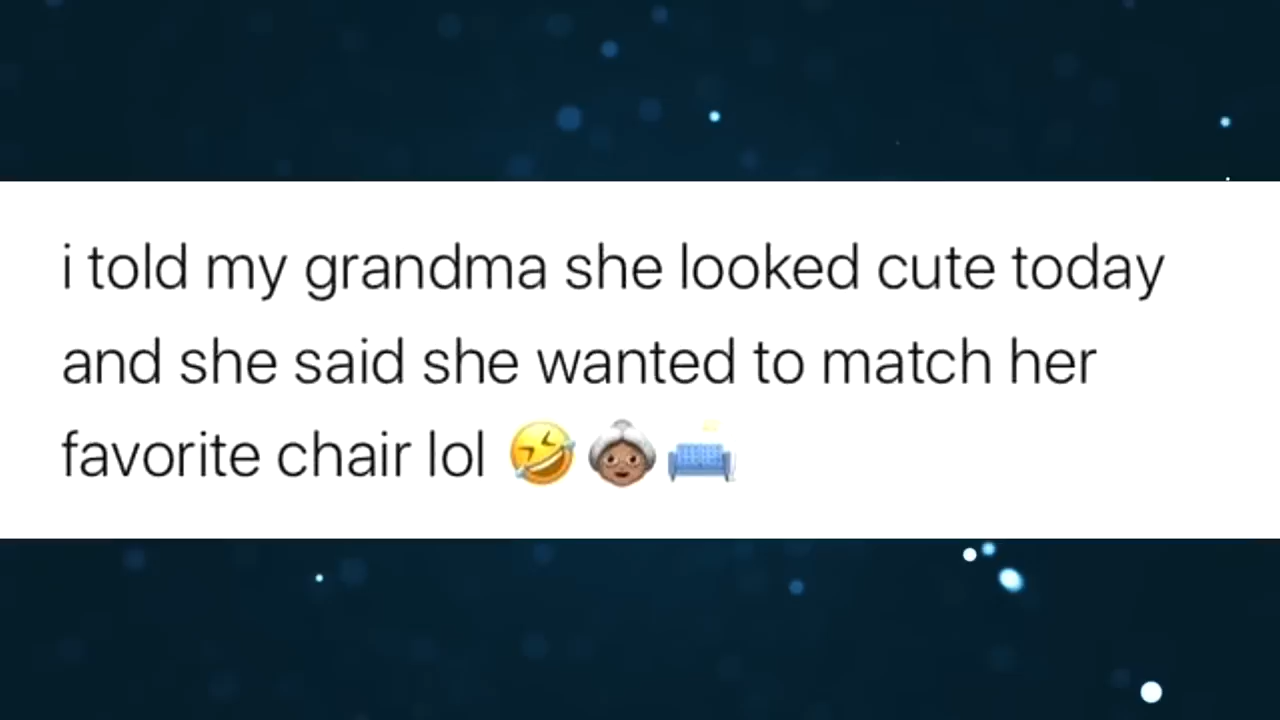 i told my grandma she looked cute today
and she said she wanted to match her
favorite chair lol 🤣👵🏽🛋️